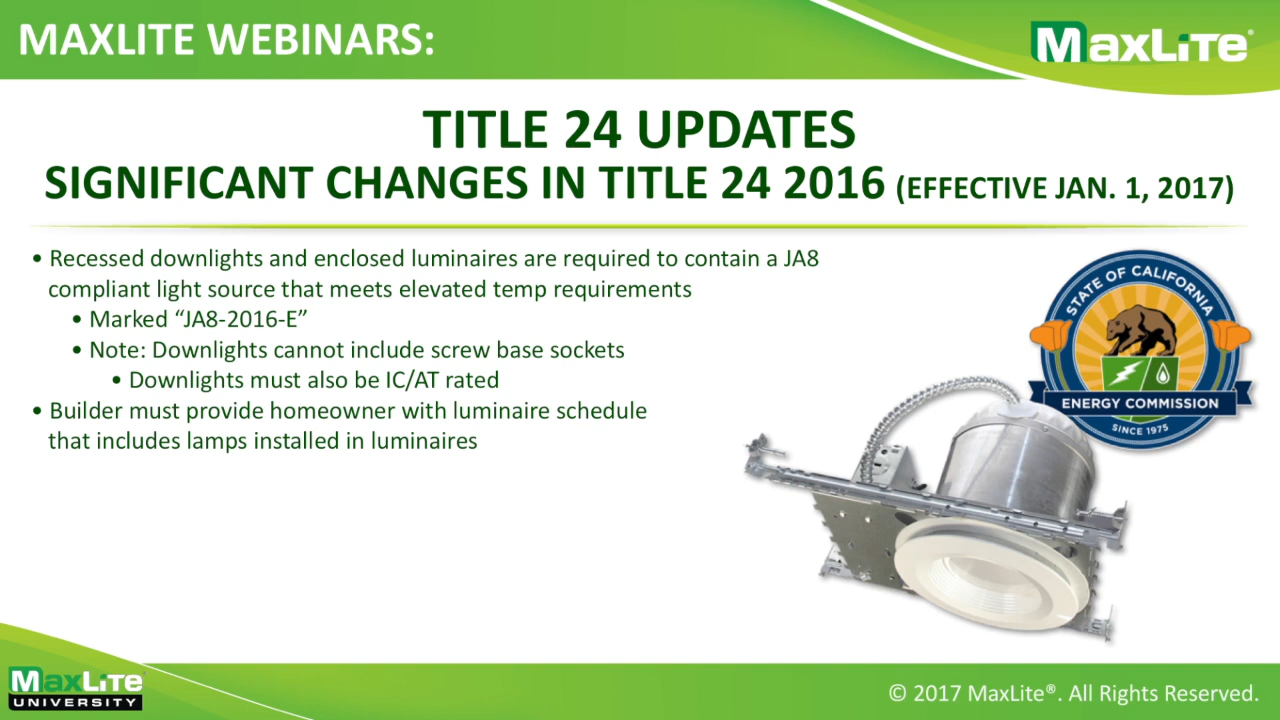 MAXLITE WEBINARS:
MaxLite®
TITLE 24 UPDATES
SIGNIFICANT CHANGES IN TITLE 24 2016 (EFFECTIVE JAN. 1, 2017)
• Recessed downlights and enclosed luminaires are required to contain a JA8
compliant light source that meets elevated temp requirements
• Marked “JA8-2016-E”
• Note: Downlights cannot include screw base sockets
• Downlights must also be IC/AT rated
• Builder must provide homeowner with luminaire schedule
that includes lamps installed in luminaires
STATE OF CALIFORNIA
ENERGY COMMISSION
SINCE 1975
MaxLite
UNIVERSITY
© 2017 MaxLite®. All Rights Reserved.